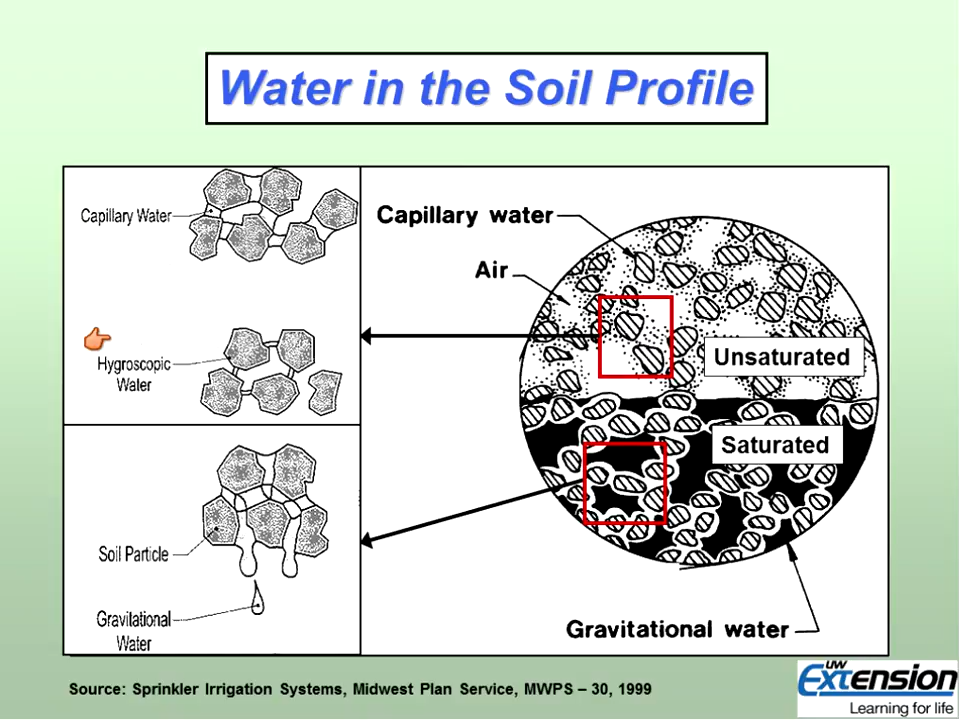 Water in the Soil Profile
Capillary Water
Hygroscopic
Water
Soil Particle
Gravitational
Water
Capillary water
Air
Unsaturated
Saturated
Gravitational water
Source: Sprinkler Irrigation Systems, Midwest Plan Service, MWPS – 30, 1999
UW
Extension
Learning for life